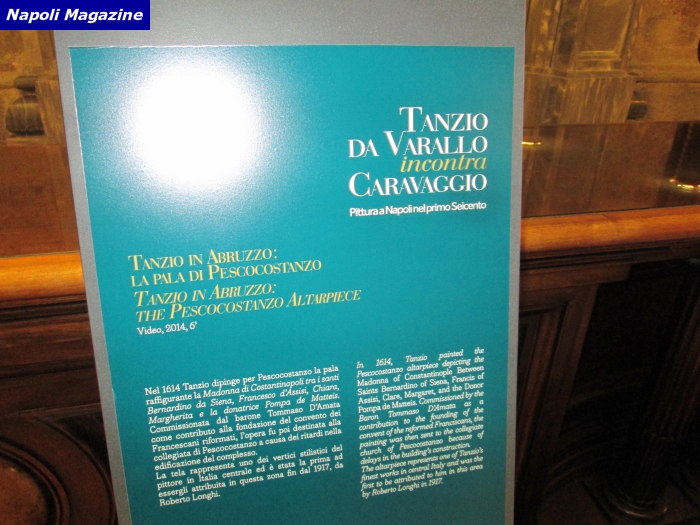 Napoli Magazine
TANZIO
DA VARALLO
incontra
CARAVAGGIO
Pittura a Napoli nel primo Seicento
TANZIO IN ABRUZZO:
LA PALA DI PESCOCOSTANZO
TANZIO IN ABRUZZO:
THE PESCOCOSTANZO ALTARPIECE
Video, 2014, 6'
Nel 1614 Tanzio dipinge per Pescocostanzo la pala
raffigurante la Madonna di Costantinopoli tra i santi
Bernardino da Siena, Francesco d'Assisi, Chiara,
Margherita e la donatrice Pompa de Matteis.
Commissionata dal barone Tommaso D'Amata
come contributo alla fondazione del convento dei
Francescani riformati, l'opera fu poi destinata alla
collegiata di Pescocostanzo a causa dei ritardi nella
edificazione del complesso.
La tela rappresenta uno dei vertici stilistici del
pittore in Italia centrale ed è stata la prima ad
essergli attribuita in questa zona fin dal 1917, da
Roberto Longhi.
In 1614, Tanzio painted the
Pescocostanzo altarpiece depicting the
Madonna of Constantinople Between
Saints Bernardino of Siena, Francis of
Assisi, Clare, Margaret, and the Donor
Pompa de Matteis. Commissioned by the
Baron Tommaso D'Amata as a
contribution to the founding of the
convent of the reformed Franciscans, the
painting was then sent to the collegiate
church of Pescocostanzo because of
delays in the building's construction.
The altarpiece represents one of Tanzio's
finest works in central Italy and was the
first to be attributed to him in this area
by Roberto Longhi in 1917.